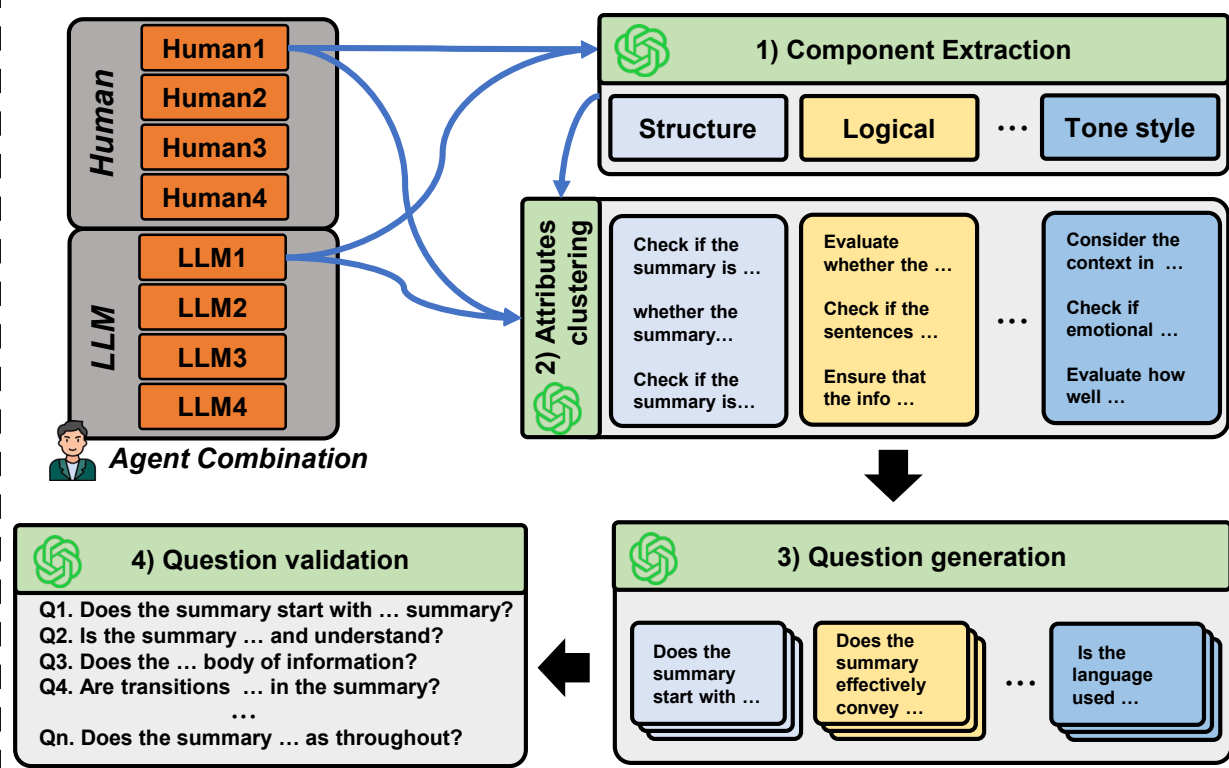 Human
Human1
Human2
Human3
Human4
LLM
LLM1
LLM2
LLM3
LLM4
Agent Combination
1) Component Extraction
Structure
Logical
...
Tone style
2) Attributes
clustering
Check if the
summary is ...
whether the
summary...
Check if the
summary is...
Evaluate
whether the ...
Check if the
sentences ...
Ensure that
the info ...
...
Consider the
context in ...
Check if
emotional ...
Evaluate how
well ...
3) Question generation
Does the
summary
start with ...
Does the
summary
effectively
convey ...
...
Is the
language
used ...
4) Question validation
Q1. Does the summary start with ... summary?
Q2. Is the summary ... and understand?
Q3. Does the ... body of information?
Q4. Are transitions ... in the summary?
...
Qn. Does the summary ... as throughout?